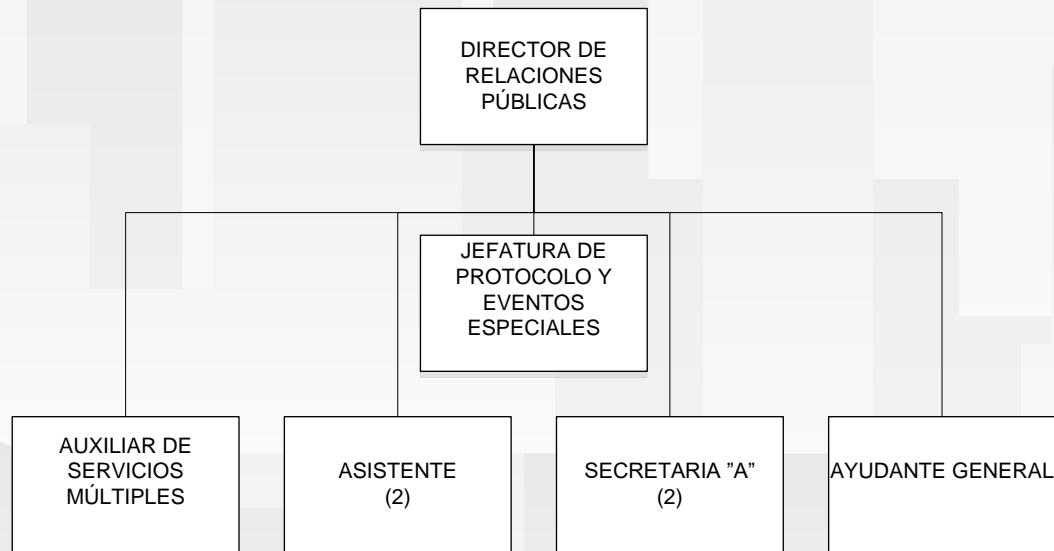 DIRECTOR DE
RELACIONES
PÚBLICAS
JEFATURA DE
PROTOCOLO Y
EVENTOS
ESPECIALES
AUXILIAR DE
SERVICIOS
MÚLTIPLES
ASISTENTE
(2)
SECRETARIA ”A”
(2)
AYUDANTE GENERAL